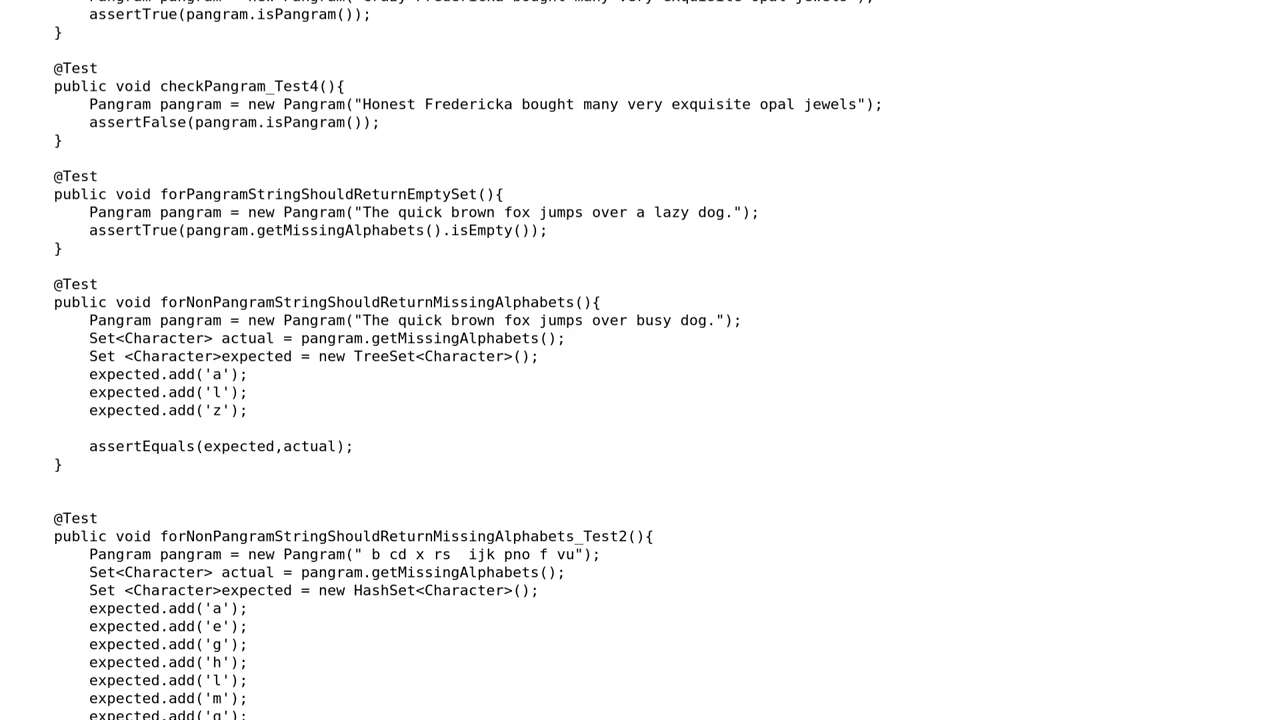 assertTrue(pangram.isPangram());
}
@Test
public void checkPangram_Test4(){
Pangram pangram = new Pangram("Honest Fredericka bought many very exquisite opal jewels");
assertFalse(pangram.isPangram());
}
@Test
public void forPangramStringShouldReturnEmptySet(){
Pangram pangram = new Pangram("The quick brown fox jumps over a lazy dog.");
assertTrue(pangram.getMissingAlphabets().isEmpty());
}
@Test
public void forNonPangramStringShouldReturnMissingAlphabets(){
Pangram pangram = new Pangram("The quick brown fox jumps over busy dog.");
Set<Character> actual = pangram.getMissingAlphabets();
Set <Character>expected = new TreeSet<Character>();
expected.add('a');
expected.add('l');
expected.add('z');
assertEquals(expected,actual);
}
@Test
public void forNonPangramStringShouldReturnMissingAlphabets_Test2(){
Pangram pangram = new Pangram(" b cd x rs  ijk pno f vu");
Set<Character> actual = pangram.getMissingAlphabets();
Set <Character>expected = new HashSet<Character>();
expected.add('a');
expected.add('e');
expected.add('g');
expected.add('h');
expected.add('l');
expected.add('m');